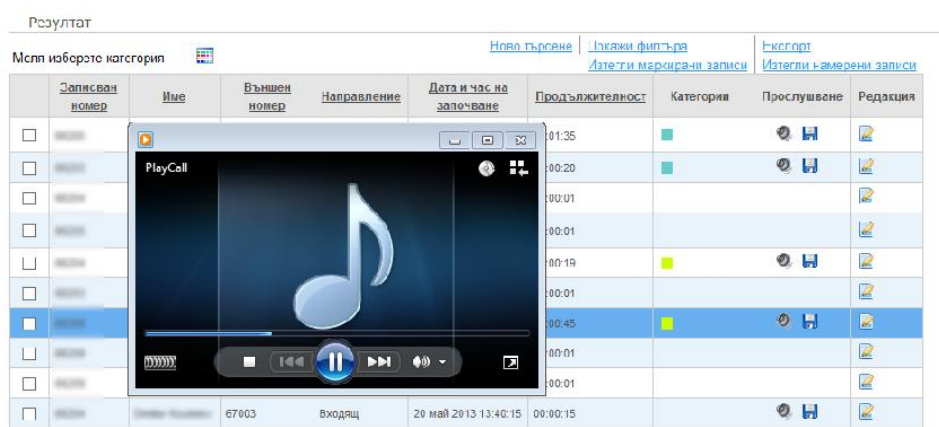 Резултат
Ново търсене
Покажи филтъра
Експорт
Моля изберете категория
Изтегли маркирани записи
Изтегли намерени записи
Записван номер
Име
Външен номер
Направление
Дата и час на започване
Продължителност
Категории
Прослушване
Редакция
:01:35
PlayCall
:00:20
:00:01
:00:01
:00:19
:00:01
:00:45
:00:01
:00:01
67003
Входящ
20 май 2013 13:40:15
00:00:15